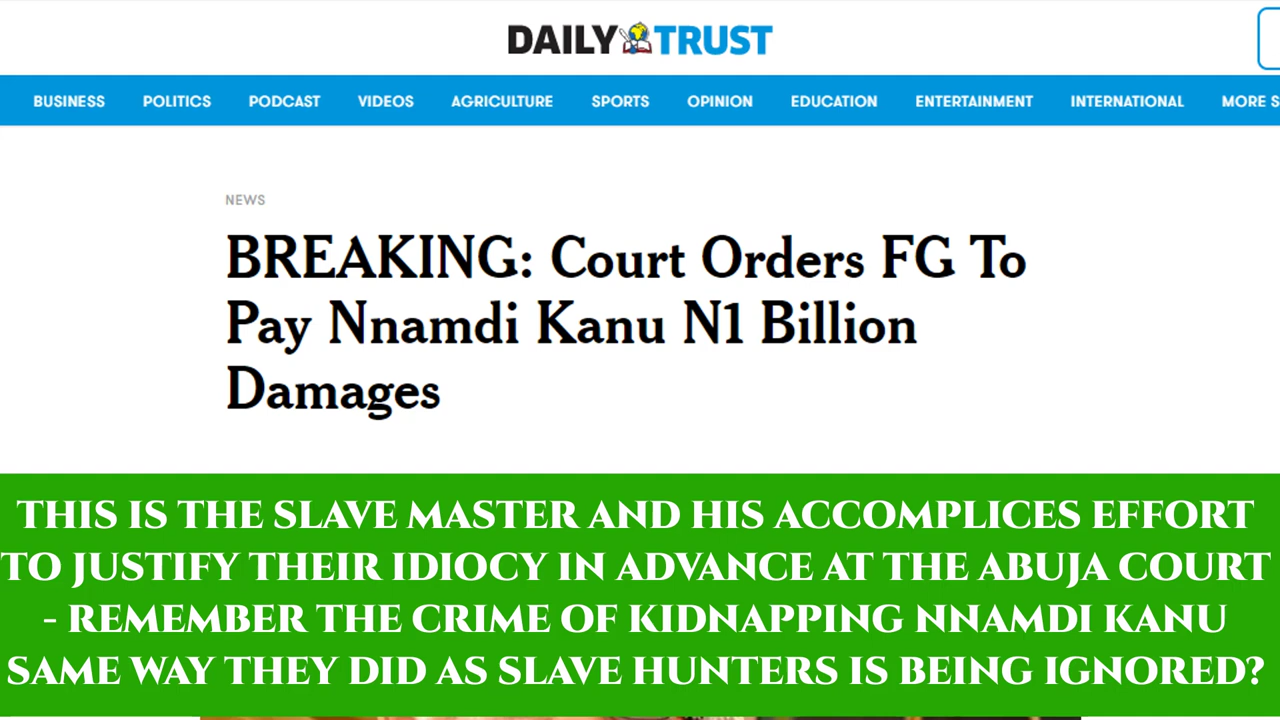 DAILY TRUST
BUSINESS POLITICS PODCAST VIDEOS AGRICULTURE SPORTS OPINION EDUCATION ENTERTAINMENT INTERNATIONAL MORE S
NEWS
BREAKING: Court Orders FG To
Pay Nnamdi Kanu N1 Billion
Damages
THIS IS THE SLAVE MASTER AND HIS ACCOMPLICES EFFORT
TO JUSTIFY THEIR IDIOCY IN ADVANCE AT THE ABUJA COURT
- REMEMBER THE CRIME OF KIDNAPPING NNAMDI KANU
SAME WAY THEY DID AS SLAVE HUNTERS IS BEING IGNORED?